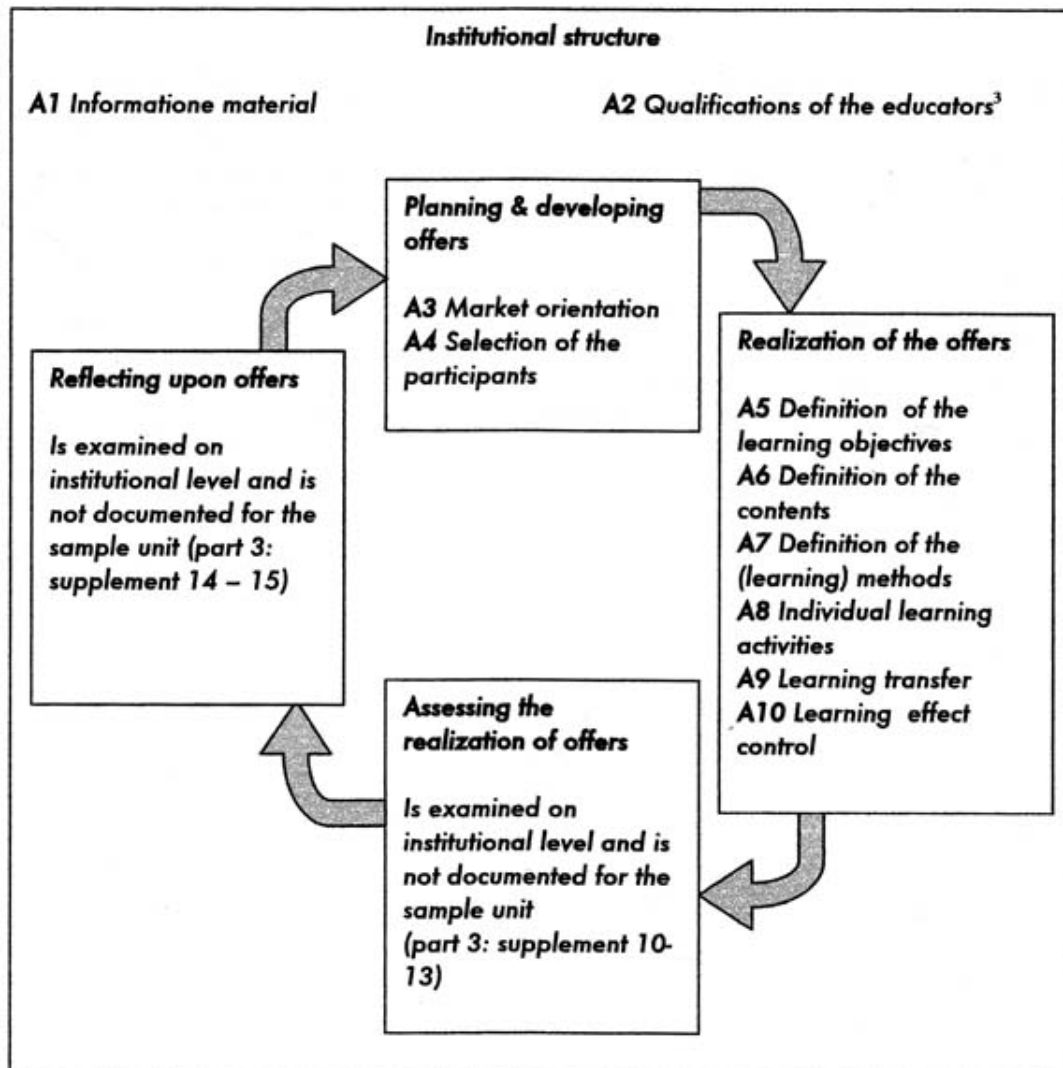 Institutional structure
A1 Informatione material
A2 Qualifications of the educators³
Planning & developing
offers
A3 Market orientation
A4 Selection of the
participants
Realization of the offers
A5 Definition of the
learning objectives
A6 Definition of the
contents
A7 Definition of the
(learning) methods
A8 Individual learning
activities
A9 Learning transfer
A10 Learning effect
control
Assessing the
realization of offers
Is examined on
institutional level and is
not documented for the
sample unit
(part 3: supplement 10-
13)
Reflecting upon offers
Is examined on
institutional level and is
not documented for the
sample unit (part 3:
supplement 14 – 15)